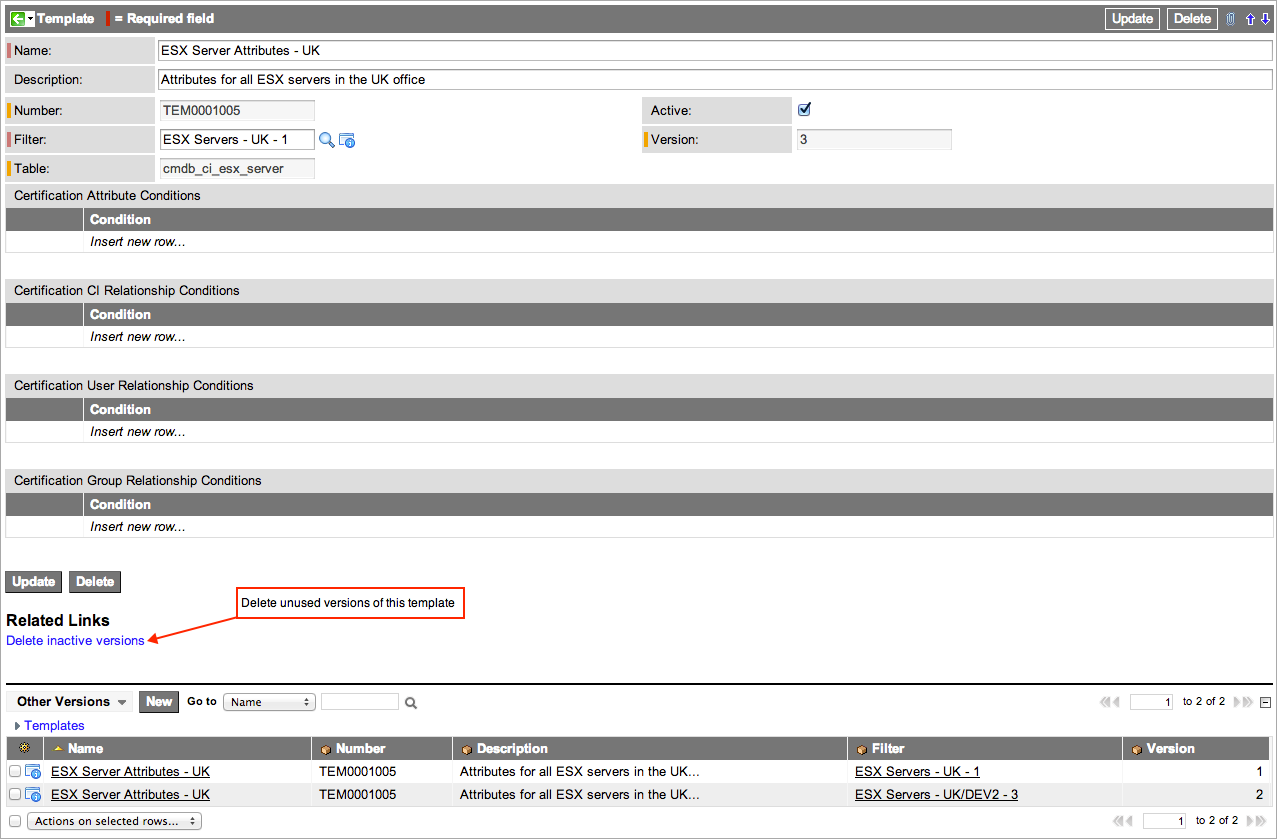 Template = Required field Update Delete
Name: ESX Server Attributes - UK
Description: Attributes for all ESX servers in the UK office
Number: TEM0001005 Active:
Filter: ESX Servers - UK - 1 Version: 3
Table: cmdb_ci_esx_server
Certification Attribute Conditions
Condition
Insert new row...
Certification CI Relationship Conditions
Condition
Insert new row...
Certification User Relationship Conditions
Condition
Insert new row...
Certification Group Relationship Conditions
Condition
Insert new row...
Update Delete
Delete unused versions of this template
Related Links
Delete inactive versions
Other Versions New Go to Name 1 to 2 of 2
Templates
Name Number Description Filter Version
ESX Server Attributes - UK TEM0001005 Attributes for all ESX servers in the UK... ESX Servers - UK - 1 1
ESX Server Attributes - UK TEM0001005 Attributes for all ESX servers in the UK... ESX Servers - UK/DEV2 - 3 2
Actions on selected rows... 1 to 2 of 2